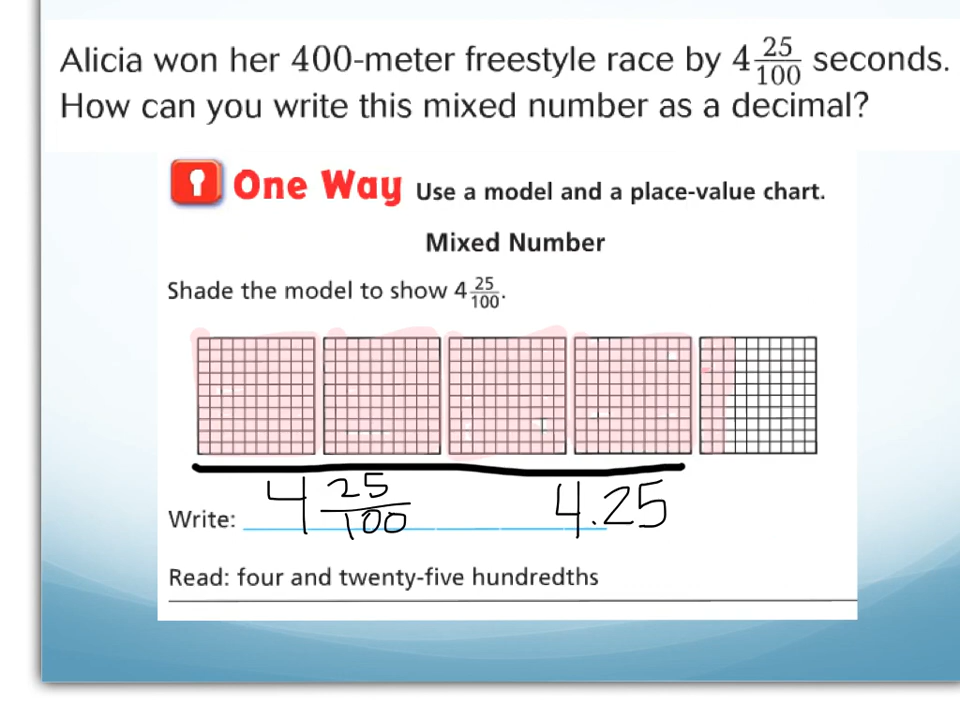 Alicia won her 400-meter freestyle race by 4 25/100 seconds.
How can you write this mixed number as a decimal?
One Way Use a model and a place-value chart.
Mixed Number
Shade the model to show 4 25/100.
4 25/100 4.25
Write:
Read: four and twenty-five hundredths